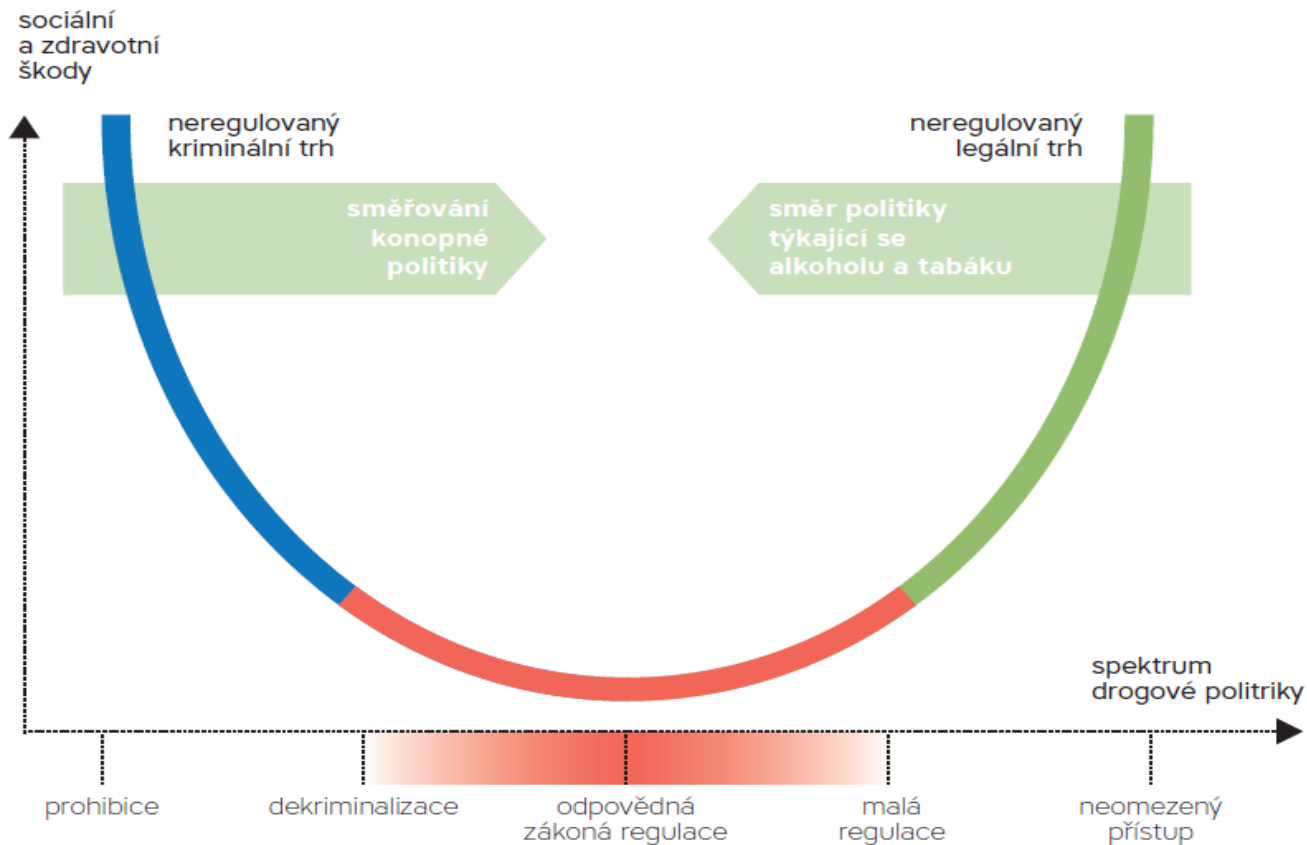 sociální
a zdravotní
škody
neregulovaný
kriminální trh
neregulovaný
legální trh
směřování
konopné
politiky
směr politiky
týkající se
alkoholu a tabáku
spektrum
drogové politriky
prohibice
dekriminalizace
odpovědná
zákoná regulace
malá
regulace
neomezený
přístup